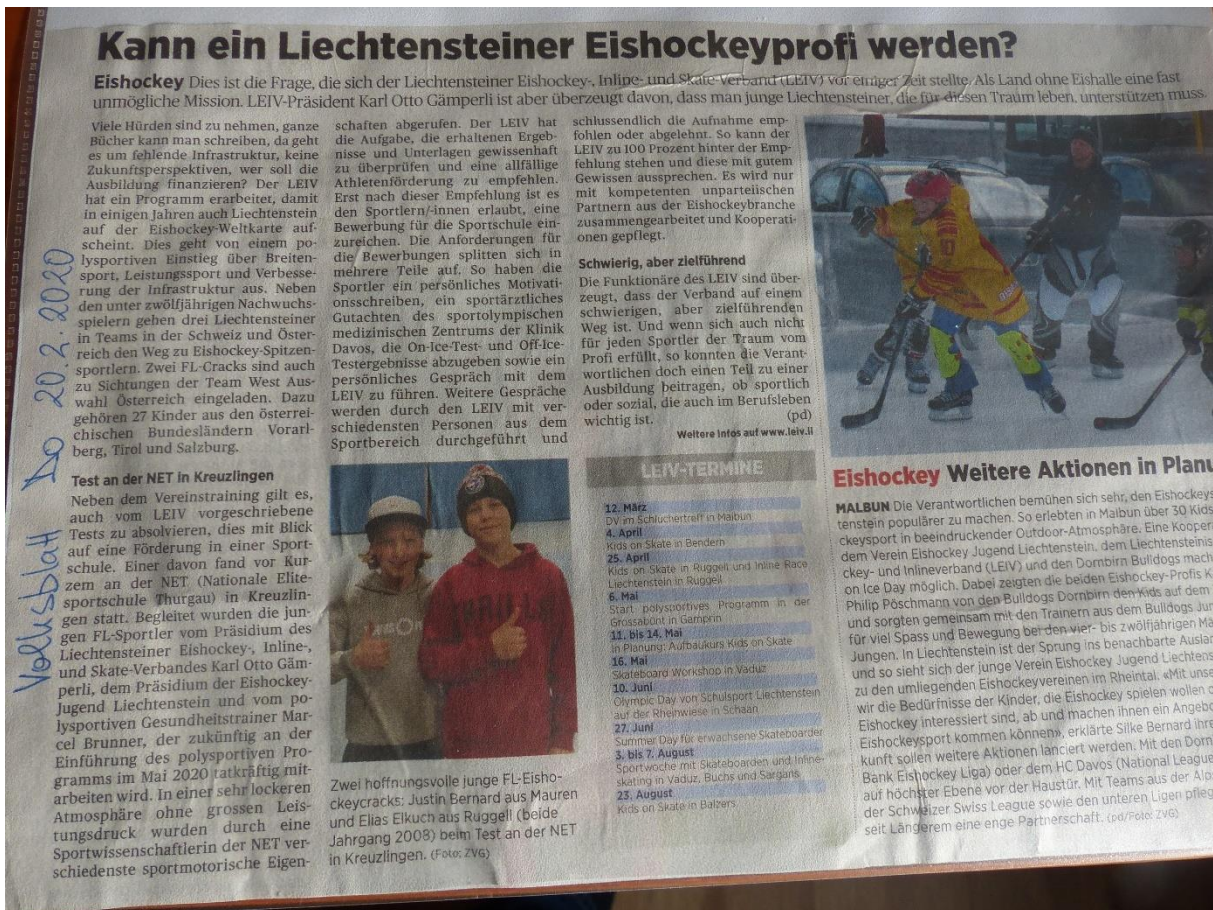 Kann ein Liechtensteiner Eishockeyprofi werden?
Eishockey Dies ist die Frage, die sich der Liechtensteiner Eishockey-, Inline- und Skate-Verband (LEIV) vor einiger Zeit stellte. Als Land ohne Eishalle eine fast
unmögliche Mission. LEIV-Präsident Karl Otto Gämperli ist aber überzeugt davon, dass man junge Liechtensteiner, die für diesen Traum leben, unterstützen muss.
Viele Hürden sind zu nehmen, ganze
Bücher kann man schreiben, da geht
es um fehlende Infrastruktur, keine
Zukunftsperspektiven, wer soll die
Ausbildung finanzieren? Der LEIV
hat ein Programm erarbeitet, damit
in einigen Jahren auch Liechtenstein
auf der Eishockey-Weltkarte auf-
scheint. Dies geht von einem po-
lysportiven Einstieg über Breiten-
sport, Leistungssport und Verbesse-
rung der Infrastruktur aus. Neben
den unter zwölfjährigen Nachwuchs-
spielern gehen drei Liechtensteiner
in Teams in der Schweiz und Öster-
reich den Weg zu Eishockey-Spitzen-
sportlern. Zwei FL-Cracks sind auch
zu Sichtungen der Team West Aus-
wahl Österreich eingeladen. Dazu
gehören 27 Kinder aus den österrei-
chischen Bundesländern Vorarl-
berg, Tirol und Salzburg.
Test an der NET in Kreuzlingen
Neben dem Vereinstraining gilt es,
auch vom LEIV vorgeschriebene
Tests zu absolvieren, dies mit Blick
auf eine Förderung in einer Sport-
schule. Einer davon fand vor Kur-
zem an der NET (Nationale Elite-
sportschule Thurgau) in Kreuzlin-
gen statt. Begleitet wurden die jun-
gen FL-Sportler vom Präsidium des
Liechtensteiner Eishockey-, Inline-,
und Skate-Verbandes Karl Otto Gäm-
perli, dem Präsidium der Eishockey-
Jugend Liechtenstein und vom po-
lysportiven Gesundheitstrainer Mar-
cel Brunner, der zukünftig an der
Einführung des polysportiven Pro-
gramms im Mai 2020 tatkräftig mit-
arbeiten wird. In einer sehr lockeren
Atmosphäre ohne grossen Leis-
tungsdruck wurden durch eine
Sportwissenschaftlerin der NET ver-
schiedenste sportmotorische Eigen-
schaften abgerufen. Der LEIV hat
die Aufgabe, die erhaltenen Ergeb-
nisse und Unterlagen gewissenhaft
zu überprüfen und eine allfällige
Athletenförderung zu empfehlen.
Erst nach dieser Empfehlung ist es
den Sportlern/-innen erlaubt, eine
Bewerbung für die Sportschule ein-
zureichen. Die Anforderungen für
die Bewerbungen splitten sich in
mehrere Teile auf. So haben die
Sportler ein persönliches Motivati-
onsschreiben, ein sportärztliches
Gutachten des sportolympischen
medizinischen Zentrums der Klinik
Davos, die On-Ice-Test- und Off-Ice-
Testergebnisse abzugeben sowie ein
persönliches Gespräch mit dem
LEIV zu führen. Weitere Gespräche
werden durch den LEIV mit ver-
schiedensten Personen aus dem
Sportbereich durchgeführt und
schlussendlich die Aufnahme emp-
fohlen oder abgelehnt. So kann der
LEIV zu 100 Prozent hinter der Emp-
fehlung stehen und diese mit gutem
Gewissen aussprechen. Es wird nur
mit kompetenten unparteiischen
Partnern aus der Eishockeybranche
zusammengearbeitet und Kooperati-
onen gepflegt.
Schwierig, aber zielführend
Die Funktionäre des LEIV sind über-
zeugt, dass der Verband auf einem
schwierigen, aber zielführenden
Weg ist. Und wenn sich auch nicht
für jeden Sportler der Traum vom
Profi erfüllt, so konnten die Verant-
wortlichen doch einen Teil zu einer
Ausbildung beitragen, ob sportlich
oder sozial, die auch im Berufsleben
wichtig ist. (pd)
Weitere Infos auf www.leiv.li
Zwei hoffnungsvolle junge FL-Eisho-
ckeycracks: Justin Bernard aus Mauren
und Elias Elkuch aus Ruggell (beide
Jahrgang 2008) beim Test an der NET
in Kreuzlingen. (Foto: ZVG)
LEIV-TERMINE
12. März
DV im Schluchertreff in Malbun
4. April
Kids on Skate in Bendern
25. April
Kids on Skate in Ruggell und Inline Race
Liechtenstein in Ruggell
6. Mai
Start polysportives Programm in der
Grossabünt in Gamprin
11. bis 14. Mai
in Planung: Aufbaukurs Kids on Skate
16. Mai
Skateboard Workshop in Vaduz
10. Juni
Olympic Day von Schulsport Liechtenstein
auf der Rheinwiese in Schaan
27. Juni
Summer Day für erwachsene Skateboarder
3. bis 7. August
Sportwoche mit Skateboarden und Inline-
skating in Vaduz, Buchs und Sargans
23. August
Kids on Skate in Balzers
Eishockey Weitere Aktionen in Planu
MALBUN Die Verantwortlichen bemühen sich sehr, den Eishockeys
tenstein populärer zu machen. So erlebten in Malbun über 30 Kids
ckeysport in beeindruckender Outdoor-Atmosphäre. Eine Kooper
dem Verein Eishockey Jugend Liechtenstein, dem Liechtensteinis
ckey- und Inlineverband (LEIV) und den Dornbirn Bulldogs mach
on Ice Day möglich. Dabei zeigten die beiden Eishockey-Profis K
Philip Pöschmann von den Bulldogs Dornbirn den Kids auf dem
und sorgten gemeinsam mit den Trainern aus dem Bulldogs Jun
für viel Spass und Bewegung bei den vier- bis zwölfjährigen Mä
Jungen. In Liechtenstein ist der Sprung ins benachbarte Auslan
und so sieht sich der junge Verein Eishockey Jugend Liechtens
zu den umliegenden Eishockeyvereinen im Rheintal. «Mit unse
wir die Bedürfnisse der Kinder, die Eishockey spielen wollen o
Eishockey interessiert sind, ab und machen ihnen ein Angebo
Eishockeysport kommen können», erklärte Silke Bernard ihre
kunft sollen weitere Aktionen lanciert werden. Mit den Dorn
Bank Eishockey Liga) oder dem HC Davos (National League
auf höchster Ebene vor der Haustür. Mit Teams aus der Alps
der Schweizer Swiss League sowie den unteren Ligen pfleg
seit Längerem eine enge Partnerschaft. (pd/Foto: ZVG)
Volksblatt Do 20.2.2020